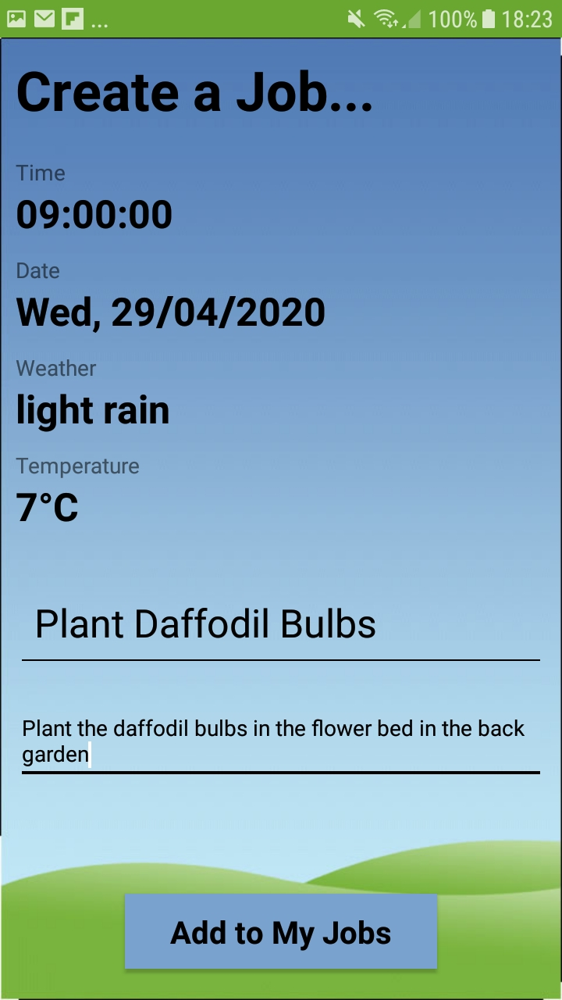 ... 100% 18:23
Create a Job...
Time
09:00:00
Date
Wed, 29/04/2020
Weather
light rain
Temperature
7°C
Plant Daffodil Bulbs
Plant the daffodil bulbs in the flower bed in the back
garden
Add to My Jobs